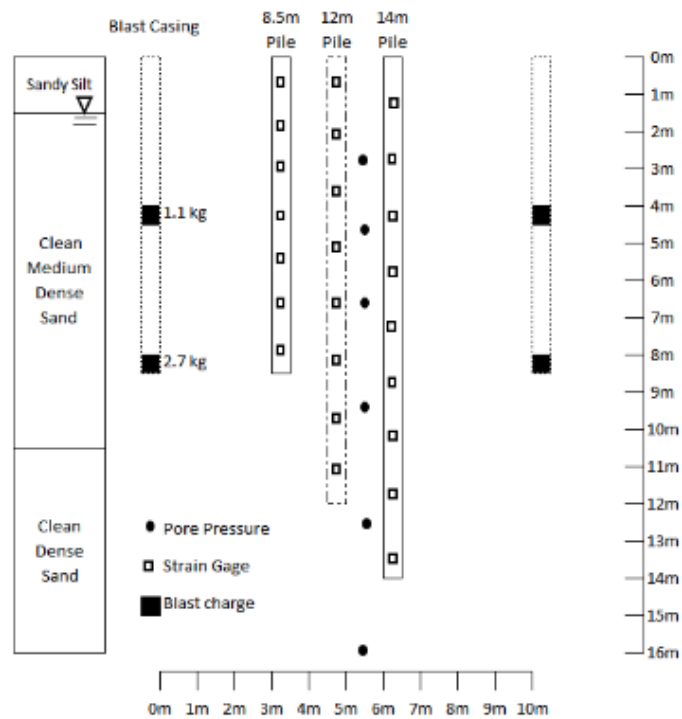 Blast Casing
8.5m
Pile
12m
Pile
14m
Pile
Sandy Silt
Clean
Medium
Dense
Sand
Clean
Dense
Sand
1.1 kg
2.7 kg
Pore Pressure
Strain Gage
Blast charge
0m
1m
2m
3m
4m
5m
6m
7m
8m
9m
10m
11m
12m
13m
14m
15m
16m
0m 1m 2m 3m 4m 5m 6m 7m 8m 9m 10m